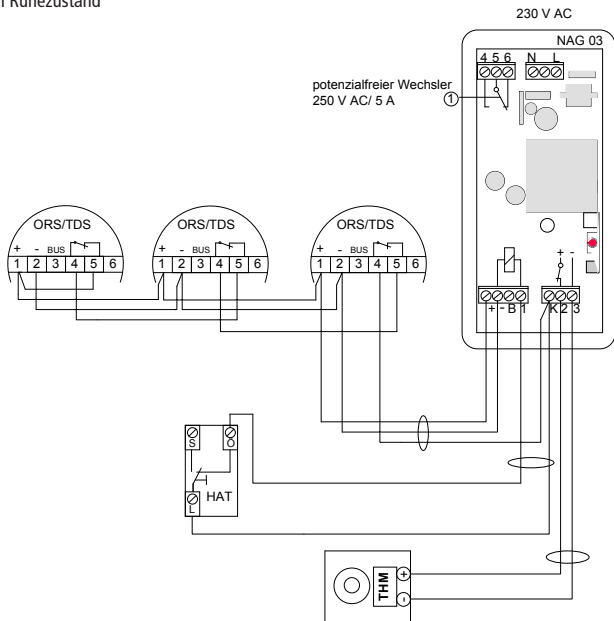 n Ruhezustand
230 V AC
NAG 03
4 5 6 N L
potenzialfreier Wechsler
250 V AC/ 5 A
1
ORS/TDS
+ - BUS
1 2 3 4 5 6
ORS/TDS
+ - BUS
1 2 3 4 5 6
ORS/TDS
+ - BUS
1 2 3 4 5 6
+ -
+ - B 1
K 2 3
S O
HAT
L
THM
+
-